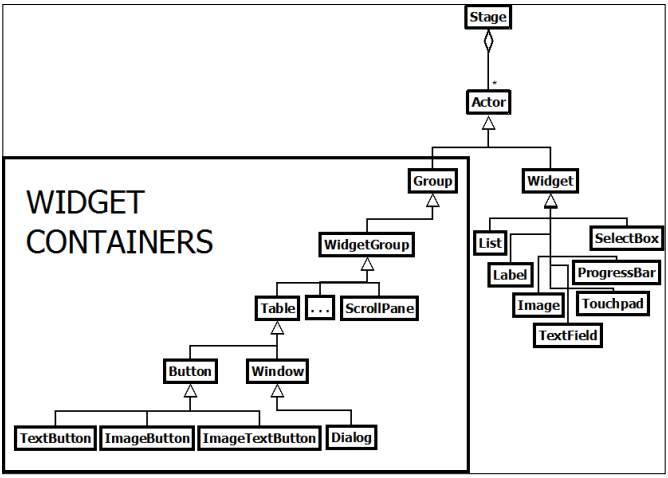 Stage
*
Actor
Group
Widget
WIDGET
CONTAINERS
WidgetGroup
List
SelectBox
Label
ProgressBar
Table
...
ScrollPane
Image
Touchpad
TextField
Button
Window
TextButton
ImageButton
ImageTextButton
Dialog